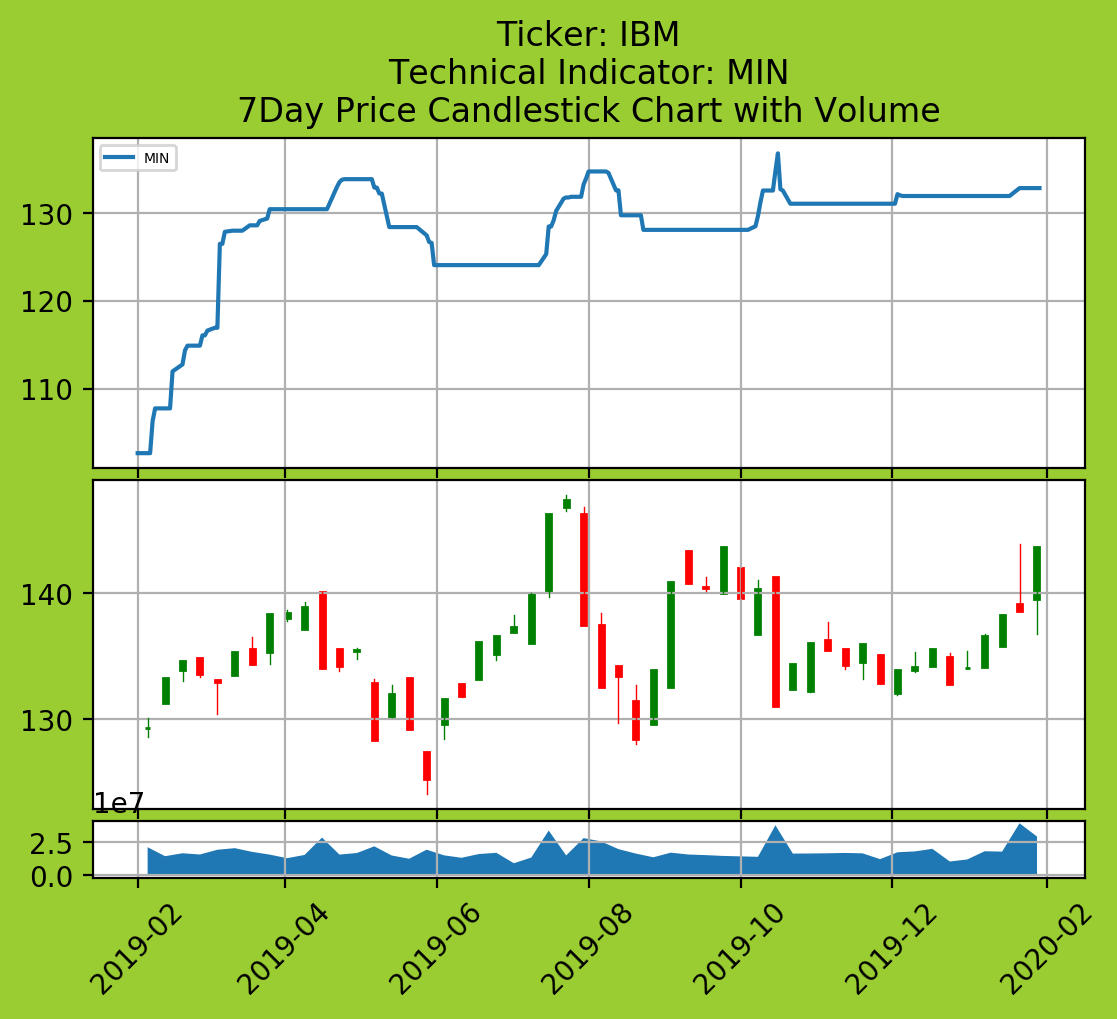 Ticker: IBM
Technical Indicator: MIN
7Day Price Candlestick Chart with Volume
MIN
130
120
110
140
130
1e7
2.5
0.0
2019-02
2019-04
2019-06
2019-08
2019-10
2019-12
2020-02